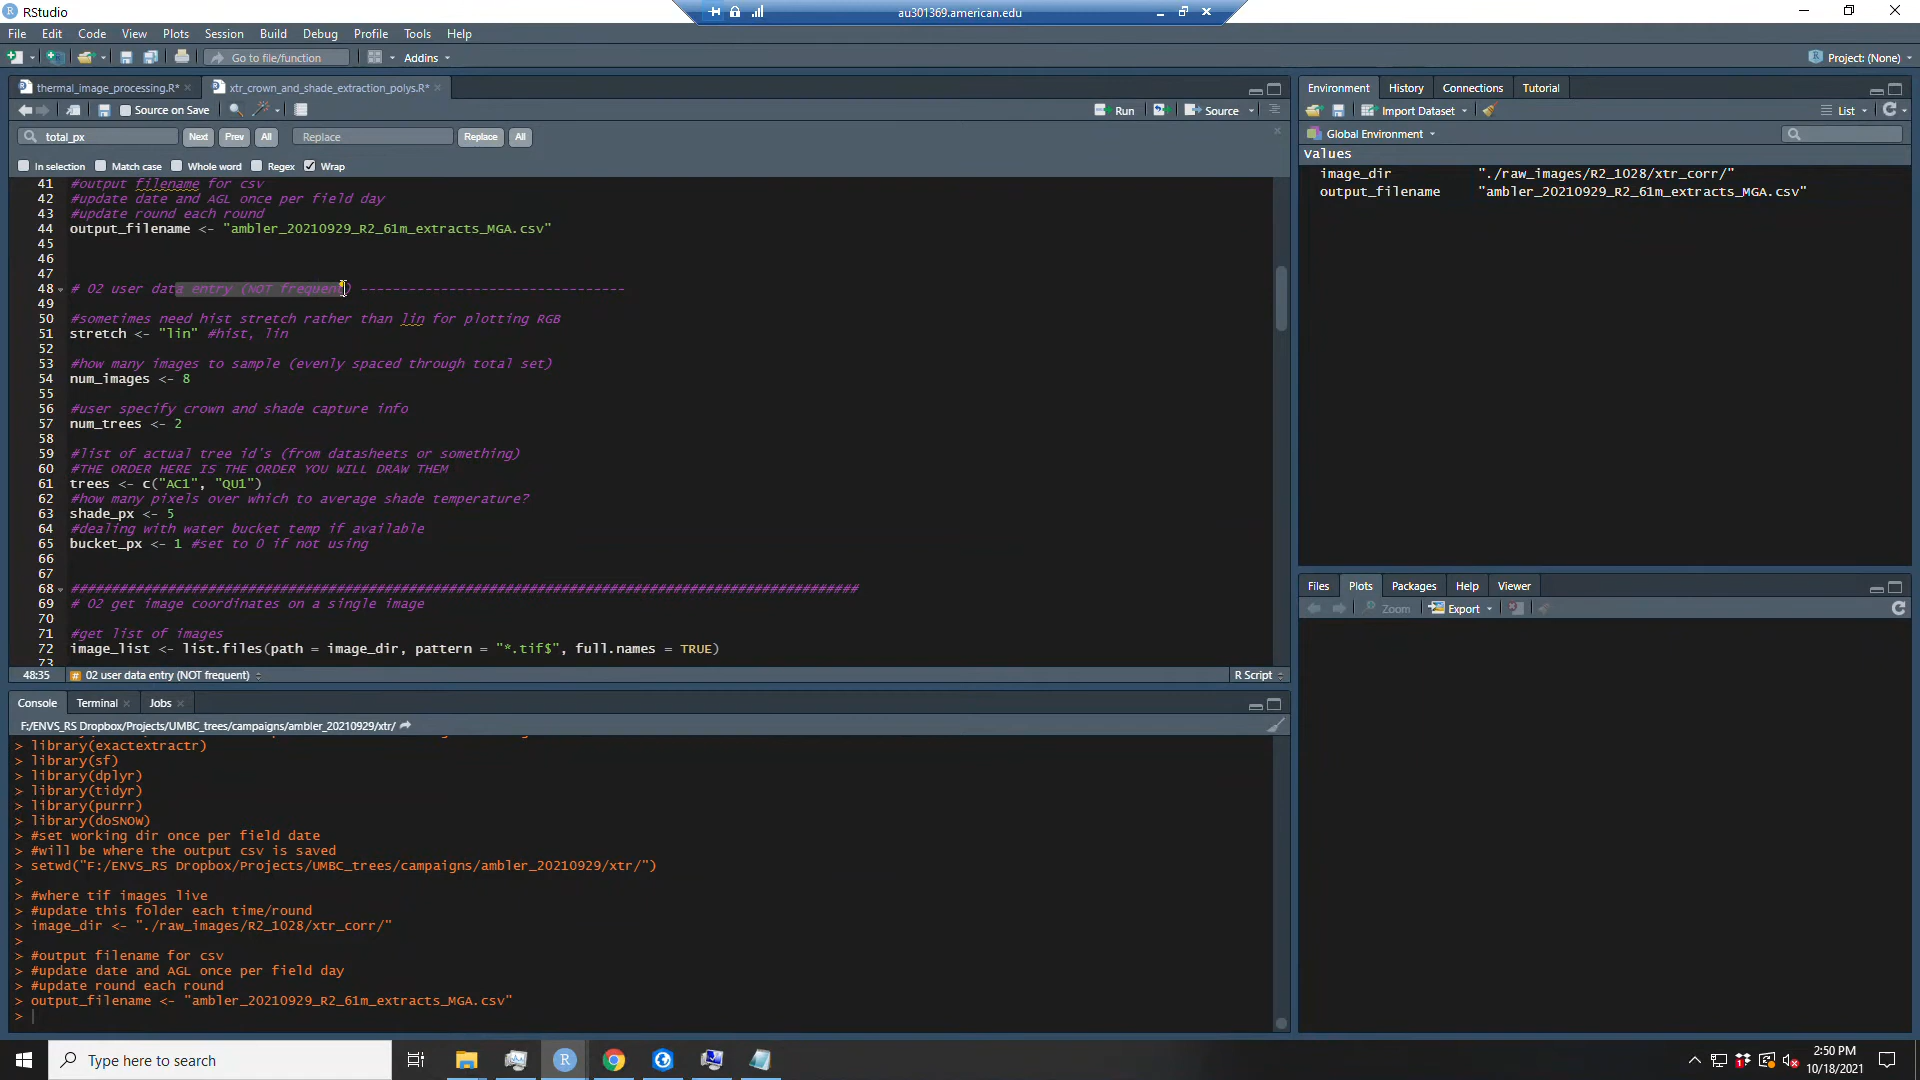 RStudio
au301369.american.edu
File Edit Code View Plots Session Build Debug Profile Tools Help
Go to file/function
Addins
Project: (None)
thermal_image_processing.R*
xtr_crown_and_shade_extraction_polys.R*
Source on Save
Run
Source
total_px
Next
Prev
All
Replace
Replace
All
In selection
Match case
Whole word
Regex
Wrap
41 #output filename for csv
42 #update date and AGL once per field day
43 #update round each round
44 output_filename <- "ambler_20210929_R2_61m_extracts_MGA.csv"
45
46
47
48 # 02 user data entry (NOT frequent) ---------------------------------
49
50 #sometimes need hist stretch rather than lin for plotting RGB
51 stretch <- "lin" #hist, lin
52
53 #how many images to sample (evenly spaced through total set)
54 num_images <- 8
55
56 #user specify crown and shade capture info
57 num_trees <- 2
58
59 #list of actual tree id's (from datasheets or something)
60 #THE ORDER HERE IS THE ORDER YOU WILL DRAW THEM
61 trees <- c("AC1", "QU1")
62 #how many pixels over which to average shade temperature?
63 shade_px <- 5
64 #dealing with water bucket temp if available
65 bucket_px <- 1 #set to 0 if not using
66
67
68 ##################################################################################################
69 # 02 get image coordinates on a single image
70
71 #get list of images
72 image_list <- list.files(path = image_dir, pattern = "*.tif$", full.names = TRUE)
73
48:35
# 02 user data entry (NOT frequent)
R Script
Console
Terminal
Jobs
F:/ENVS_RS Dropbox/Projects/UMBC_trees/campaigns/ambler_20210929/xtr/
> library(exactextractr)
> library(sf)
> library(dplyr)
> library(tidyr)
> library(purrr)
> library(doSNOW)
> #set working dir once per field date
> #will be where the output csv is saved
> setwd("F:/ENVS_RS Dropbox/Projects/UMBC_trees/campaigns/ambler_20210929/xtr/")
>
> #where tif images live
> #update this folder each time/round
> image_dir <- "./raw_images/R2_1028/xtr_corr/"
>
> #output filename for csv
> #update date and AGL once per field day
> #update round each round
> output_filename <- "ambler_20210929_R2_61m_extracts_MGA.csv"
>
Environment
History
Connections
Tutorial
Import Dataset
List
Global Environment
Values
image_dir "./raw_images/R2_1028/xtr_corr/"
output_filename "ambler_20210929_R2_61m_extracts_MGA.csv"
Files
Plots
Packages
Help
Viewer
Zoom
Export
Type here to search
2:50 PM
10/18/2021